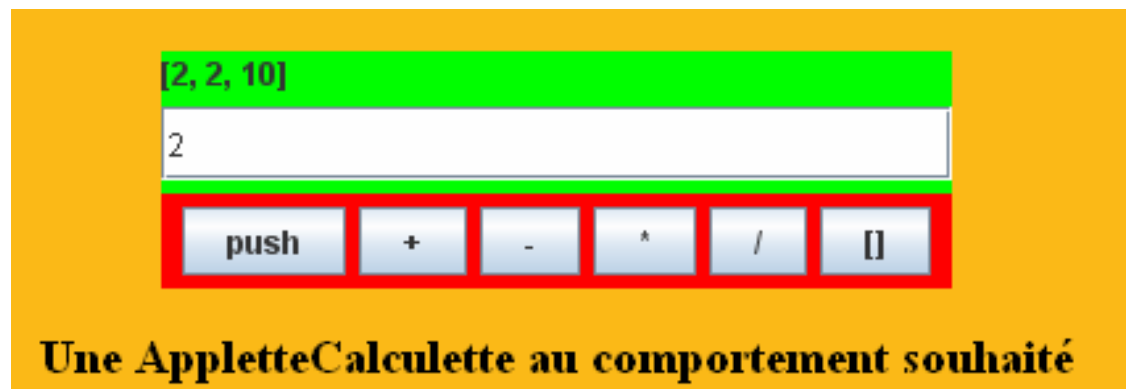 [2, 2, 10]
2
push + - * / []
Une AppletteCalculette au comportement souhaité